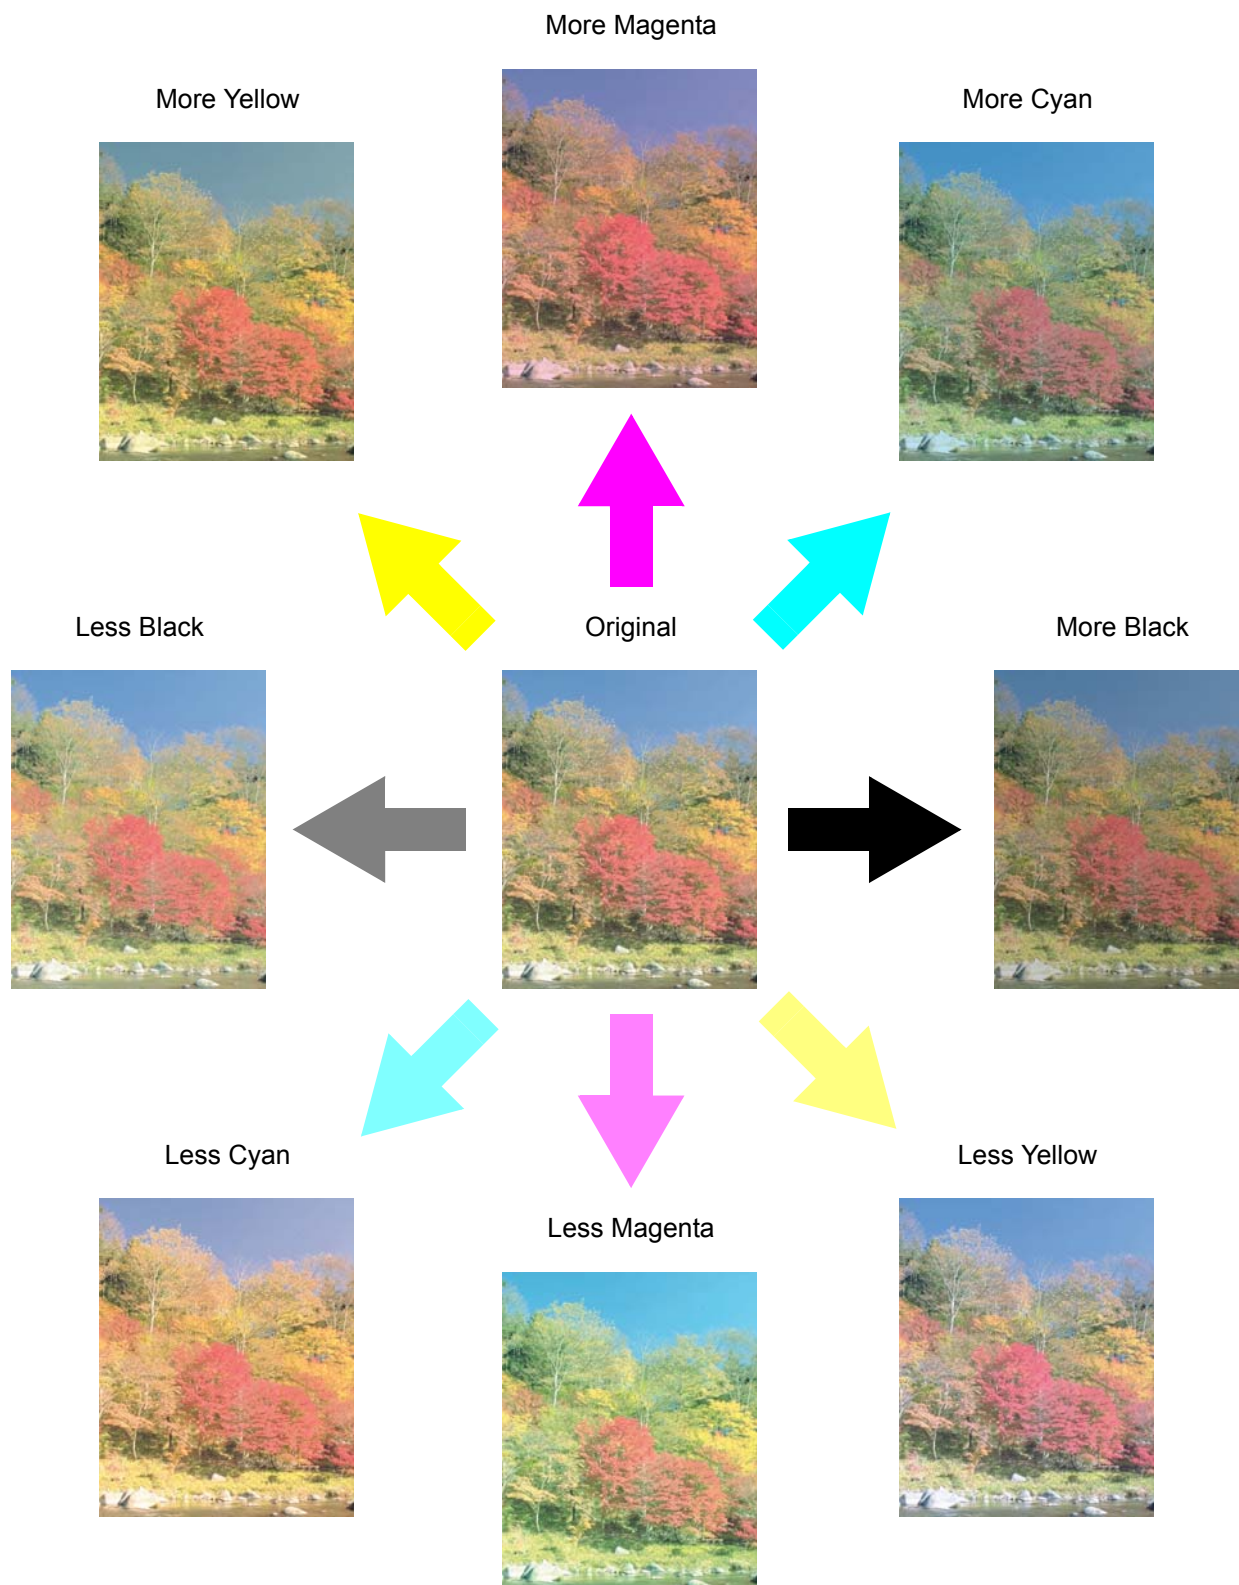 More Magenta
More Yellow
More Cyan
Less Black
Original
More Black
Less Cyan
Less Yellow
Less Magenta